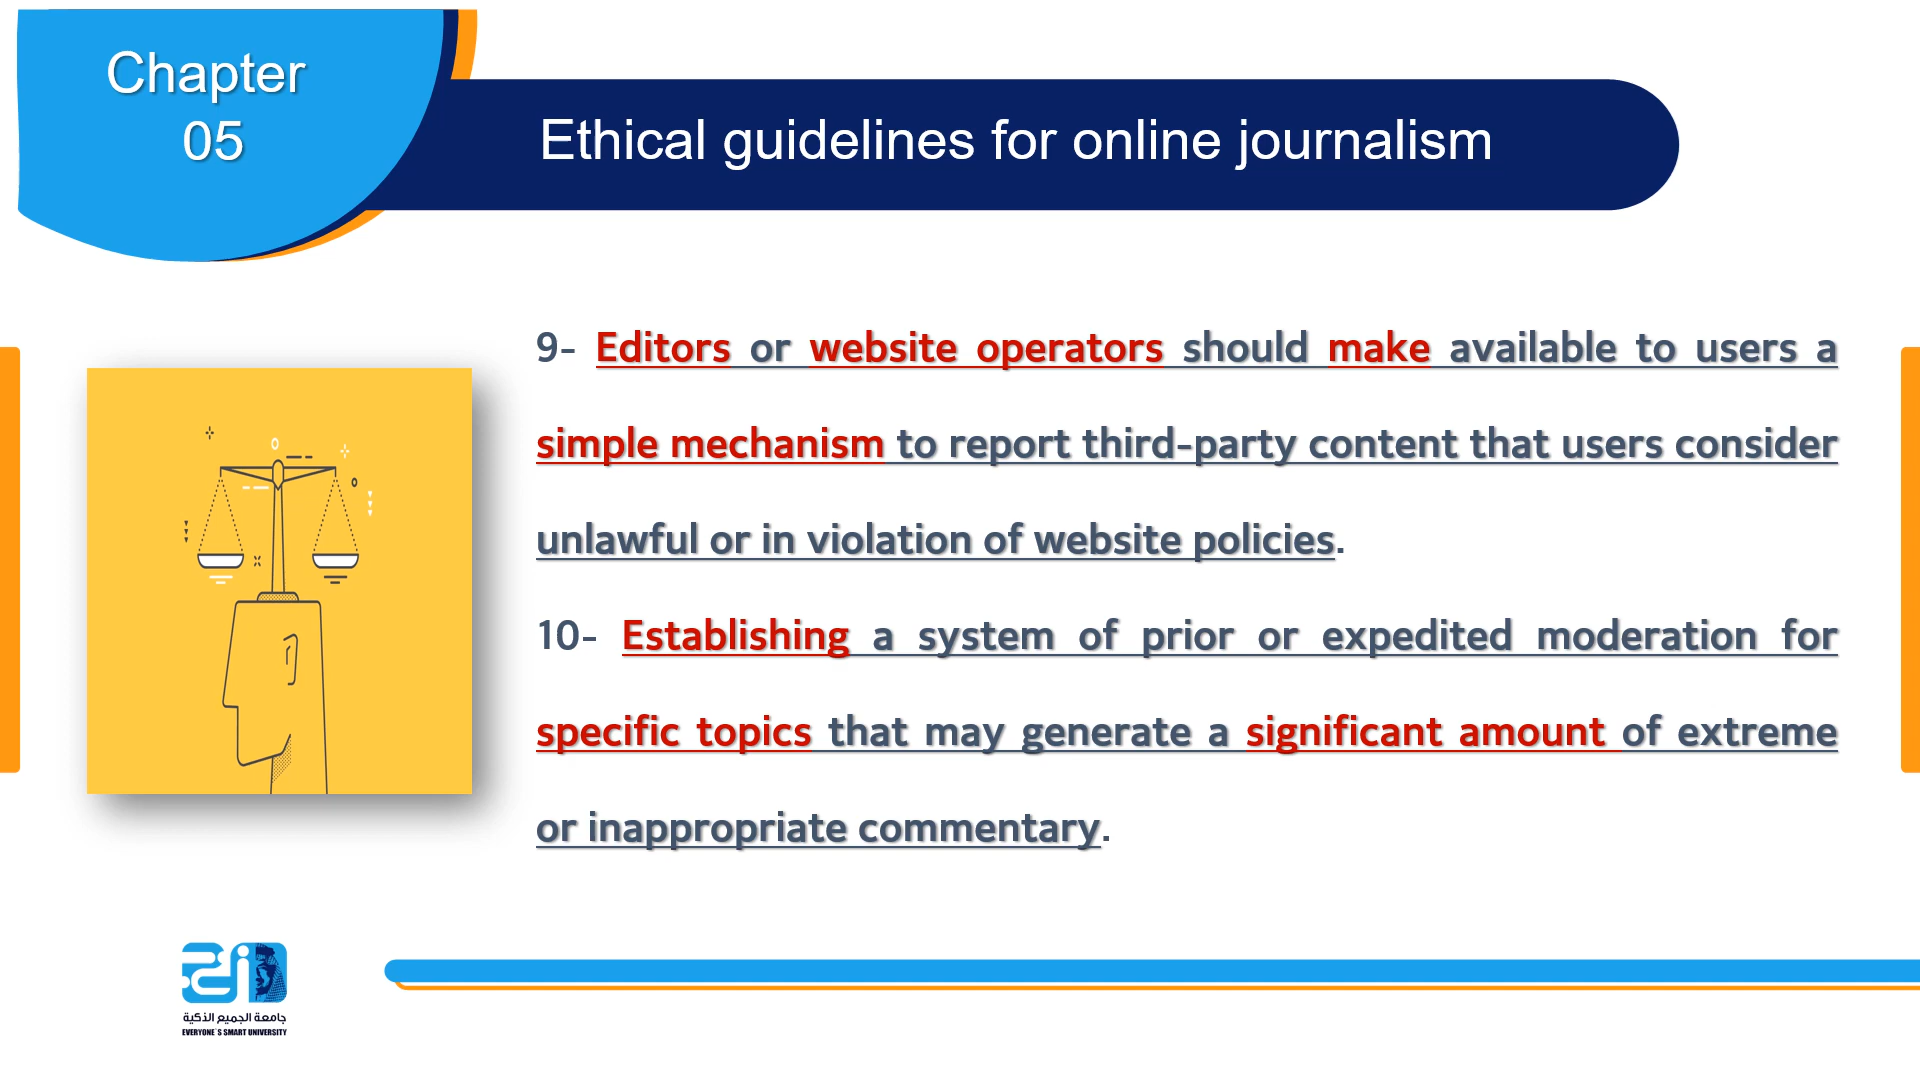 Chapter
05
Ethical guidelines for online journalism
9- Editors or website operators should make available to users a
simple mechanism to report third-party content that users consider
unlawful or in violation of website policies.
10- Establishing a system of prior or expedited moderation for
specific topics that may generate a significant amount of extreme
or inappropriate commentary.
جامعة الجميع الذكية
EVERYONE`S SMART UNIVERSITY